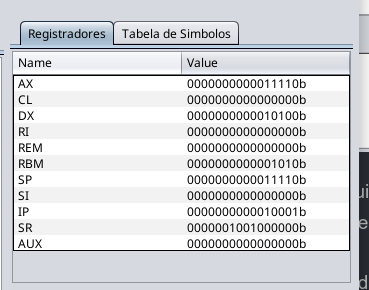 Registradores Tabela de Simbolos
Name Value
AX 0000000000011110b
CL 0000000000000000b
DX 0000000000010100b
RI 0000000000000000b
REM 0000000000000000b
RBM 0000000000001010b
SP 0000000000011110b
SI 0000000000000000b
IP 0000000000010001b
SR 0000001001000000b
AUX 0000000000000000b